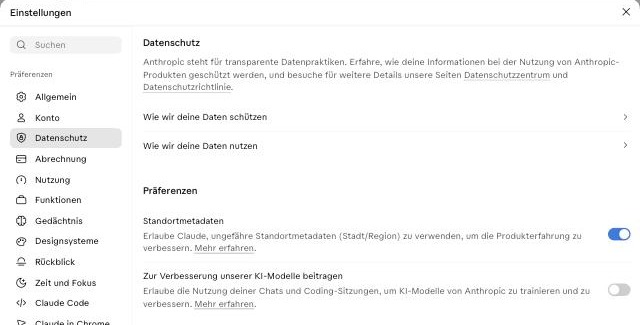 Einstellungen
Suchen
Präferenzen
Allgemein
Konto
Datenschutz
Abrechnung
Nutzung
Funktionen
Gedächtnis
Designsysteme
Rückblick
Zeit und Fokus
Claude Code
Claude in Chrome
Datenschutz
Anthropic steht für transparente Datenpraktiken. Erfahre, wie deine Informationen bei der Nutzung von Anthropic-
Produkten geschützt werden, und besuche für weitere Details unsere Seiten Datenschutzzentrum und
Datenschutzrichtlinie.
Wie wir deine Daten schützen
Wie wir deine Daten nutzen
Präferenzen
Standortmetadaten
Erlaube Claude, ungefähre Standortmetadaten (Stadt/Region) zu verwenden, um die Produkterfahrung zu
verbessern. Mehr erfahren.
Zur Verbesserung unserer KI-Modelle beitragen
Erlaube die Nutzung deiner Chats und Coding-Sitzungen, um KI-Modelle von Anthropic zu trainieren und zu
verbessern. Mehr erfahren.